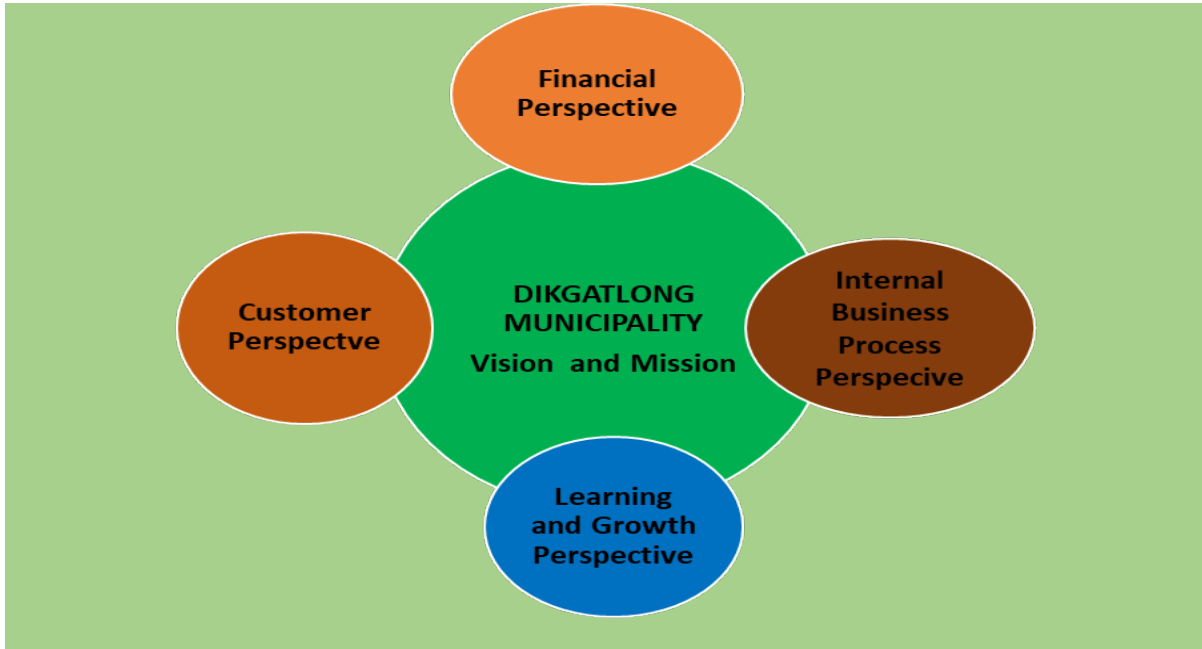 Financial
Perspective
DIKGATLONG
MUNICIPALITY
Vision and Mission
Customer
Perspectve
Internal
Business
Process
Perspecive
Learning
and Growth
Perspective